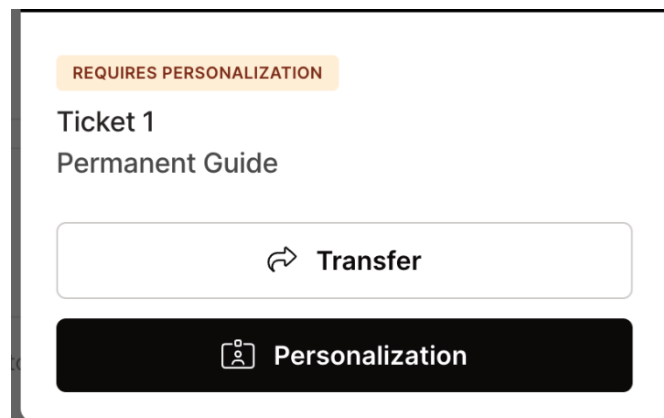 REQUIRES PERSONALIZATION
Ticket 1
Permanent Guide
Transfer
Personalization